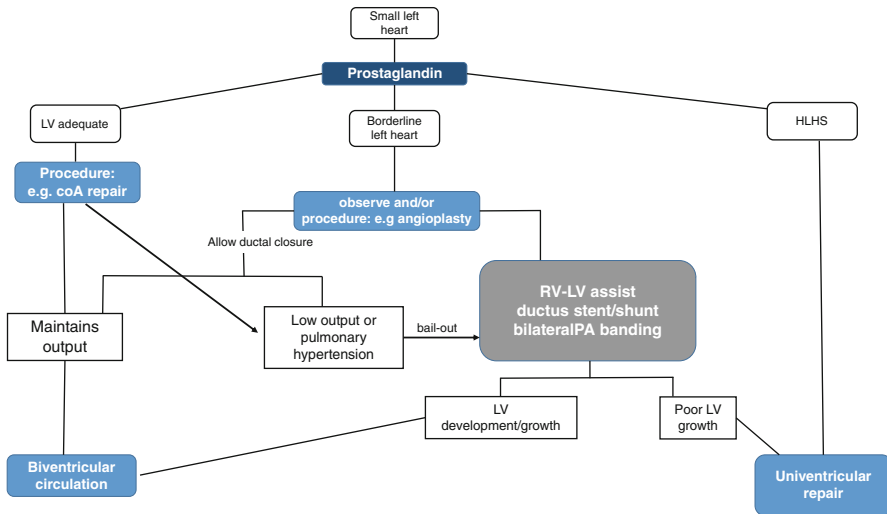 Small left
heart
Prostaglandin
LV adequate
Borderline
left heart
HLHS
Procedure:
e.g. coA repair
observe and/or
procedure: e.g angioplasty
Allow ductal closure
RV-LV assist
ductus stent/shunt
bilateralPA banding
Maintains
output
Low output or
pulmonary
hypertension
bail-out
LV
development/growth
Poor LV
growth
Biventricular
circulation
Univentricular
repair